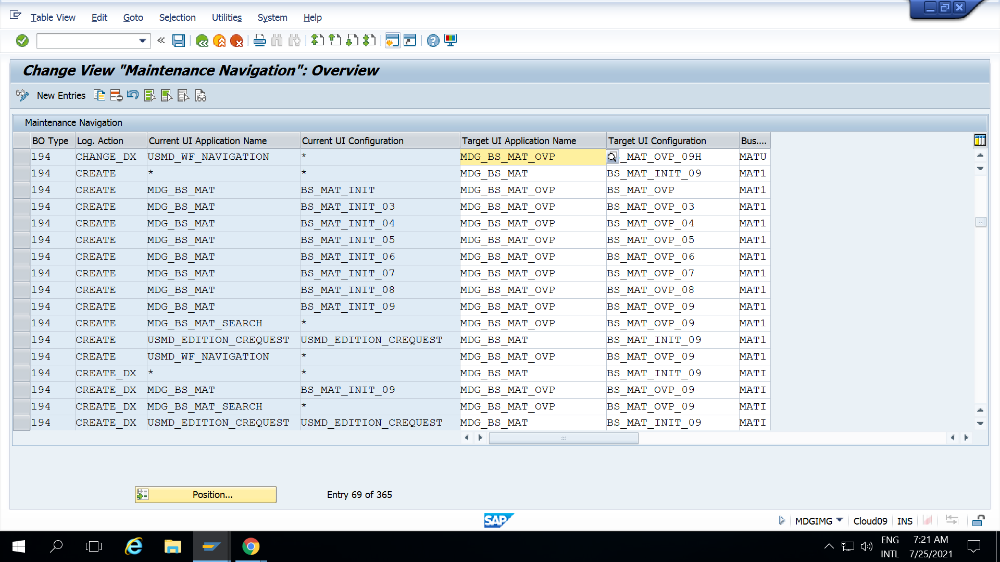 Table View Edit Goto Selection Utilities System Help
Change View "Maintenance Navigation": Overview
New Entries
Maintenance Navigation
BO Type Log. Action Current UI Application Name Current UI Configuration Target UI Application Name Target UI Configuration Bus....
194 CHANGE_DX USMD_WF_NAVIGATION * MDG_BS_MAT_OVP _MAT_OVP_09H MATU
194 CREATE * * MDG_BS_MAT BS_MAT_INIT_09 MAT1
194 CREATE MDG_BS_MAT BS_MAT_INIT MDG_BS_MAT_OVP BS_MAT_OVP MAT1
194 CREATE MDG_BS_MAT BS_MAT_INIT_03 MDG_BS_MAT_OVP BS_MAT_OVP_03 MAT1
194 CREATE MDG_BS_MAT BS_MAT_INIT_04 MDG_BS_MAT_OVP BS_MAT_OVP_04 MAT1
194 CREATE MDG_BS_MAT BS_MAT_INIT_05 MDG_BS_MAT_OVP BS_MAT_OVP_05 MAT1
194 CREATE MDG_BS_MAT BS_MAT_INIT_06 MDG_BS_MAT_OVP BS_MAT_OVP_06 MAT1
194 CREATE MDG_BS_MAT BS_MAT_INIT_07 MDG_BS_MAT_OVP BS_MAT_OVP_07 MAT1
194 CREATE MDG_BS_MAT BS_MAT_INIT_08 MDG_BS_MAT_OVP BS_MAT_OVP_08 MAT1
194 CREATE MDG_BS_MAT BS_MAT_INIT_09 MDG_BS_MAT_OVP BS_MAT_OVP_09 MAT1
194 CREATE MDG_BS_MAT_SEARCH * MDG_BS_MAT_OVP BS_MAT_OVP_09 MAT1
194 CREATE USMD_EDITION_CREQUEST USMD_EDITION_CREQUEST MDG_BS_MAT BS_MAT_INIT_09 MAT1
194 CREATE USMD_WF_NAVIGATION * MDG_BS_MAT_OVP BS_MAT_OVP_09 MAT1
194 CREATE_DX * * MDG_BS_MAT BS_MAT_INIT_09 MATI
194 CREATE_DX MDG_BS_MAT BS_MAT_INIT_09 MDG_BS_MAT_OVP BS_MAT_OVP_09 MATI
194 CREATE_DX MDG_BS_MAT_SEARCH * MDG_BS_MAT_OVP BS_MAT_OVP_09 MATI
194 CREATE_DX USMD_EDITION_CREQUEST USMD_EDITION_CREQUEST MDG_BS_MAT BS_MAT_INIT_09 MATI
Position... Entry 69 of 365
SAP MDGIMG Cloud09 INS
ENG 7:21 AM
INTL 7/25/2021